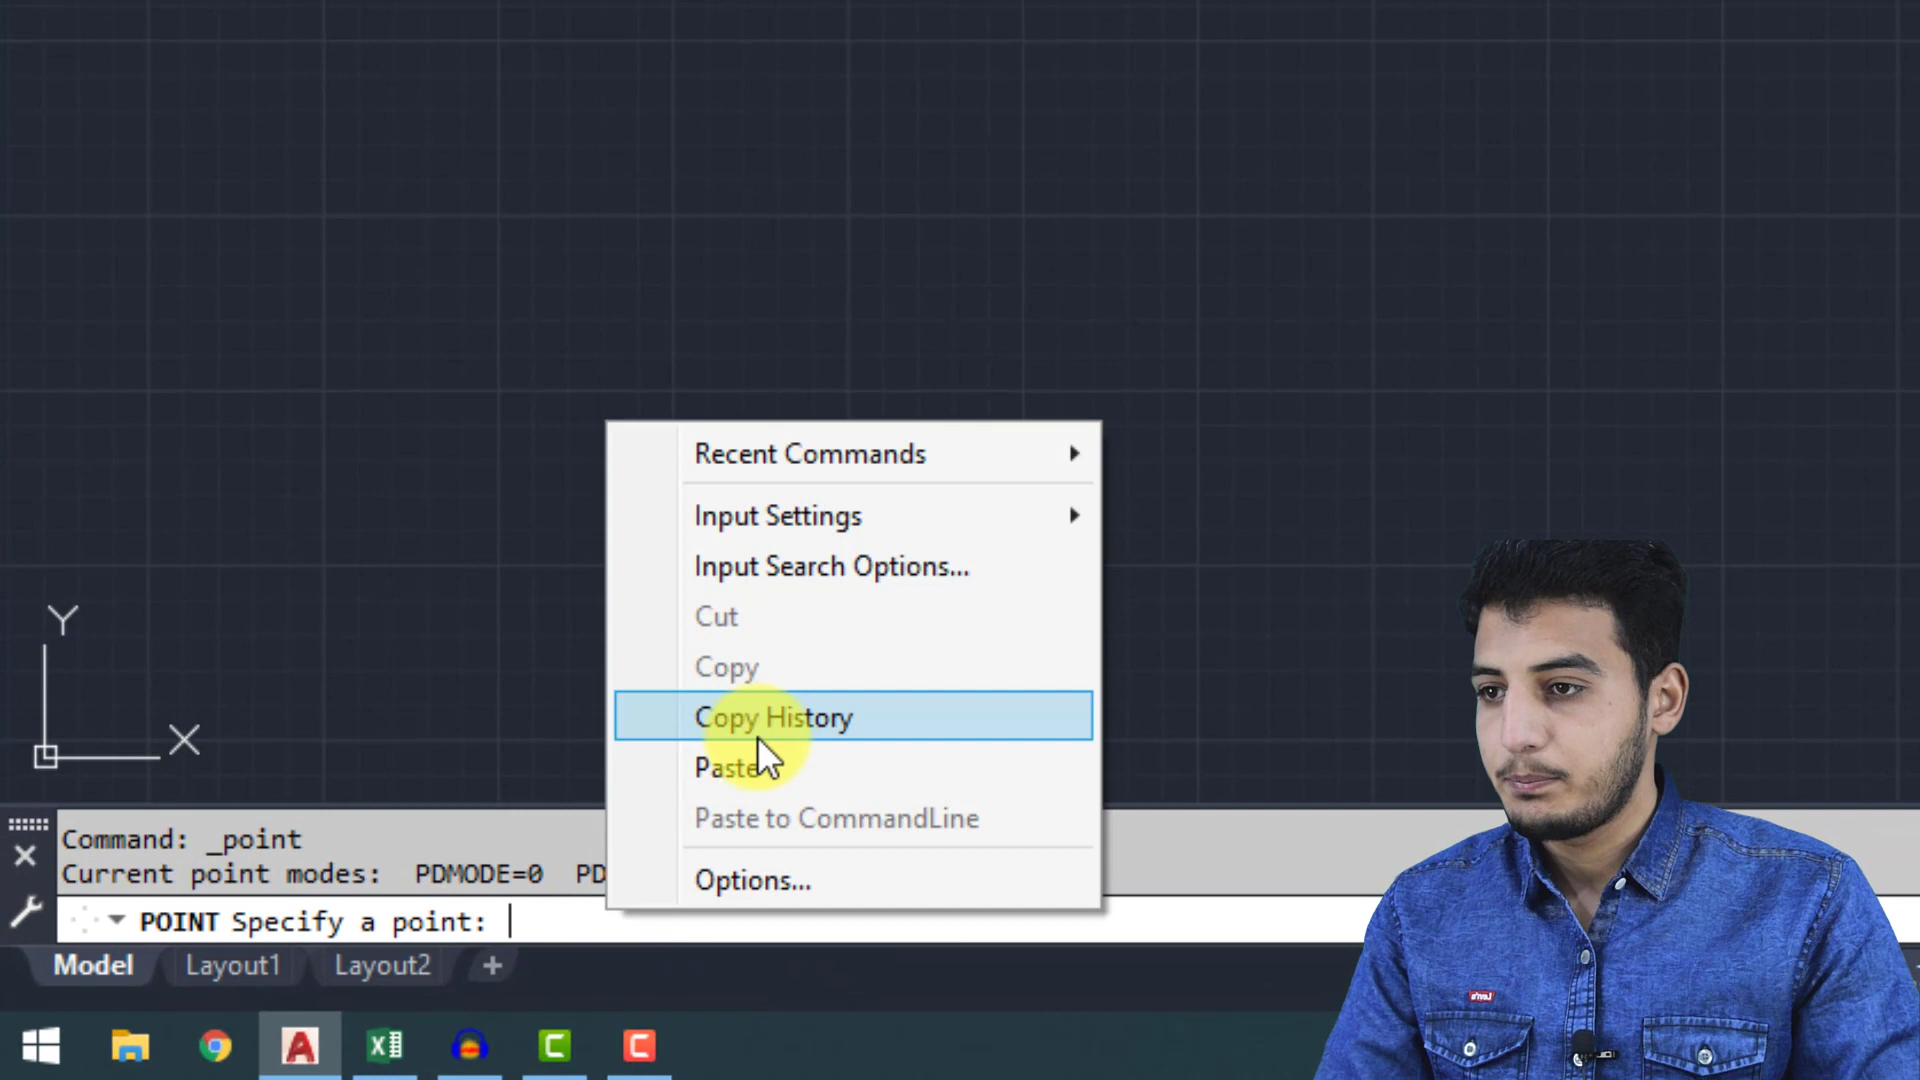 Recent Commands
Input Settings
Input Search Options...
Cut
Copy
Copy History
Paste
Paste to CommandLine
Options...
Y
X
Command: _point
Current point modes: PDMODE=0 PD
POINT Specify a point:
Model
Layout1
Layout2
+